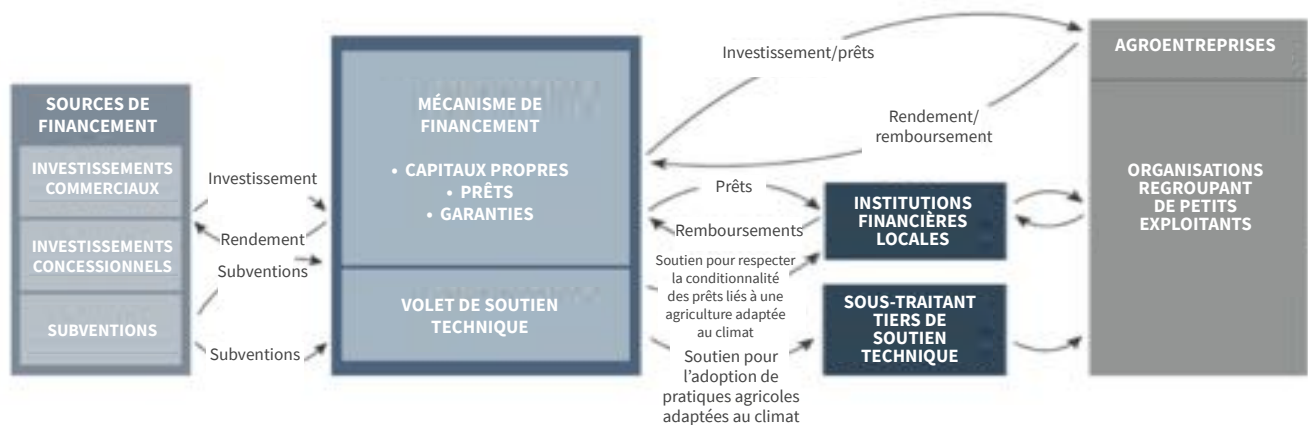 SOURCES DE
FINANCEMENT
INVESTISSEMENTS
COMMERCIAUX
INVESTISSEMENTS
CONCESSIONNELS
SUBVENTIONS
Investissement
Rendement
Subventions
Subventions
MÉCANISME DE
FINANCEMENT
• CAPITAUX PROPRES
• PRÊTS
• GARANTIES
VOLET DE SOUTIEN
TECHNIQUE
Investissement/prêts
Rendement/
remboursement
Prêts
Remboursements
Soutien pour respecter
la conditionnalité
des prêts liés à une
agriculture adaptée
au climat
Soutien pour
l’adoption de
pratiques agricoles
adaptées au climat
INSTITUTIONS
FINANCIÈRES
LOCALES
SOUS-TRAITANT
TIERS DE
SOUTIEN
TECHNIQUE
AGROENTREPRISES
ORGANISATIONS
REGROUPANT
DE PETITS
EXPLOITANTS